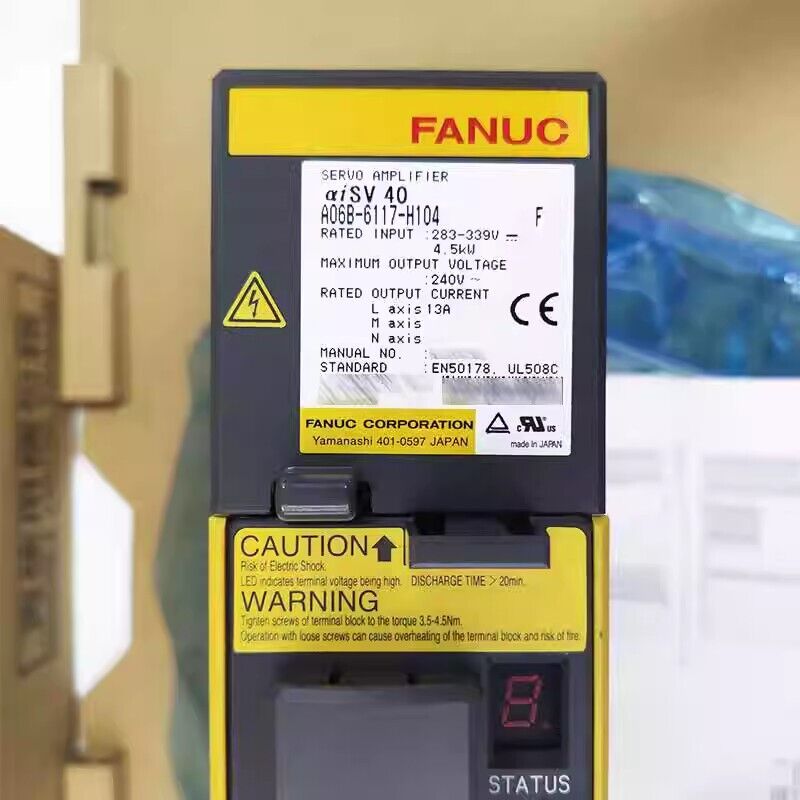 FANUC
SERVO AMPLIFIER
αiSV 40
A06B-6117-H104 F
RATED INPUT :283-339V ⎓
4.5kW
MAXIMUM OUTPUT VOLTAGE
:240V ~
RATED OUTPUT CURRENT
L axis 13A
M axis
N axis
MANUAL NO. :
STANDARD :EN50178. UL508C
CE
FANUC CORPORATION
Yamanashi 401-0597 JAPAN
c UR us
made in JAPAN
CAUTION
Risk of Electric Shock.
LED indicates terminal voltage being high. DISCHARGE TIME > 20min.
WARNING
Tighten screws of terminal block to the torque 3.5-4.5Nm.
Operation with loose screws can cause overheating of the terminal block and risk of fire.
8
STATUS